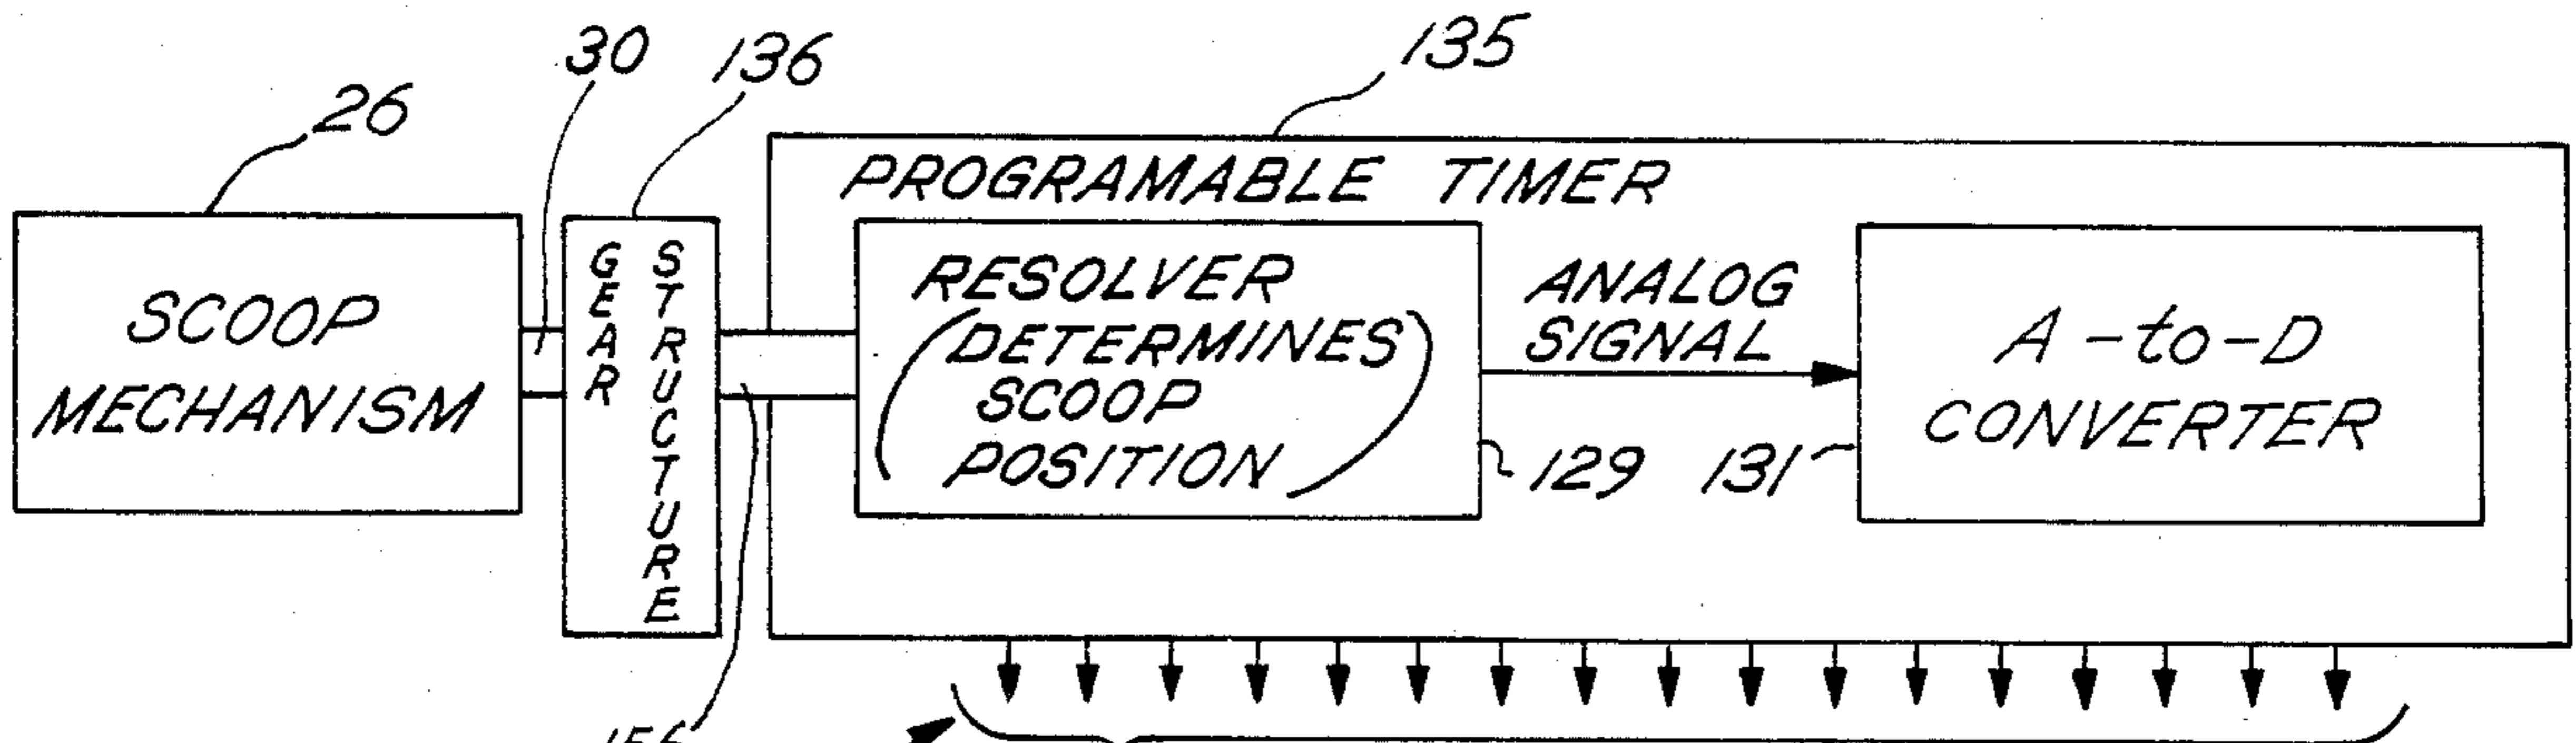 30
136
135
26
PROGRAMABLE TIMER
SCOOP
MECHANISM
GEAR
STRUCTURE
RESOLVER
(DETERMINES
SCOOP
POSITION)
ANALOG
SIGNAL
A-to-D
CONVERTER
129
131